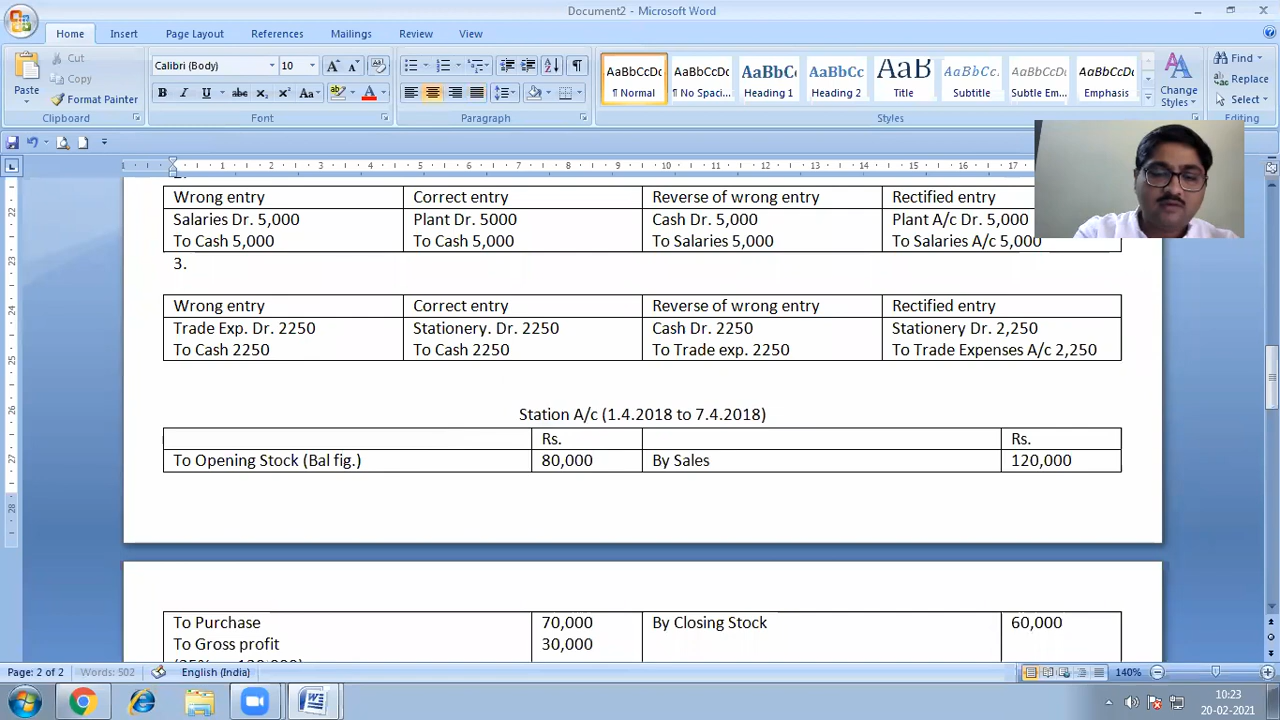 Document2 - Microsoft Word
Home Insert Page Layout References Mailings Review View
Cut
Copy
Format Painter
Paste
Clipboard
Calibri (Body) 10
Font
Paragraph
AaBbCcDc AaBbCcDc AaBbC AaBbCc AaB AaBbCc. AaBbCcDc AaBbCcDc
¶ Normal ¶ No Spaci... Heading 1 Heading 2 Title Subtitle Subtle Em... Emphasis
Change
Styles
Styles
Find
Replace
Select
Editing
Wrong entry Correct entry Reverse of wrong entry Rectified entry
Salaries Dr. 5,000 Plant Dr. 5000 Cash Dr. 5,000 Plant A/c Dr. 5,000
To Cash 5,000 To Cash 5,000 To Salaries 5,000 To Salaries A/c 5,000
3.
Wrong entry Correct entry Reverse of wrong entry Rectified entry
Trade Exp. Dr. 2250 Stationery. Dr. 2250 Cash Dr. 2250 Stationery Dr. 2,250
To Cash 2250 To Cash 2250 To Trade exp. 2250 To Trade Expenses A/c 2,250
Station A/c (1.4.2018 to 7.4.2018)
Rs. Rs.
To Opening Stock (Bal fig.) 80,000 By Sales 120,000
To Purchase 70,000 By Closing Stock 60,000
To Gross profit 30,000
Page: 2 of 2 Words: 502 English (India) 140%
10:23
20-02-2021